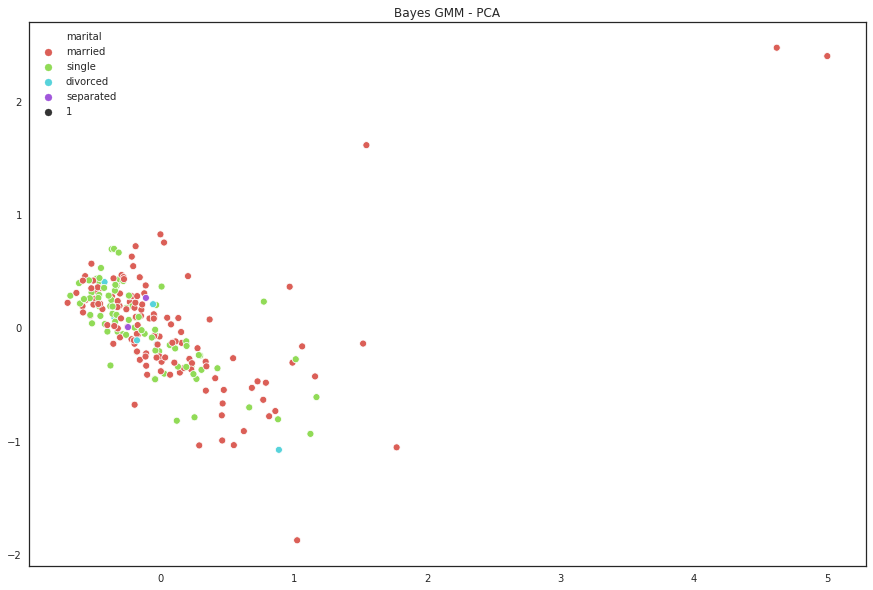 Bayes GMM - PCA
marital
married
single
divorced
separated
1
2
1
0
−1
−2
0
1
2
3
4
5